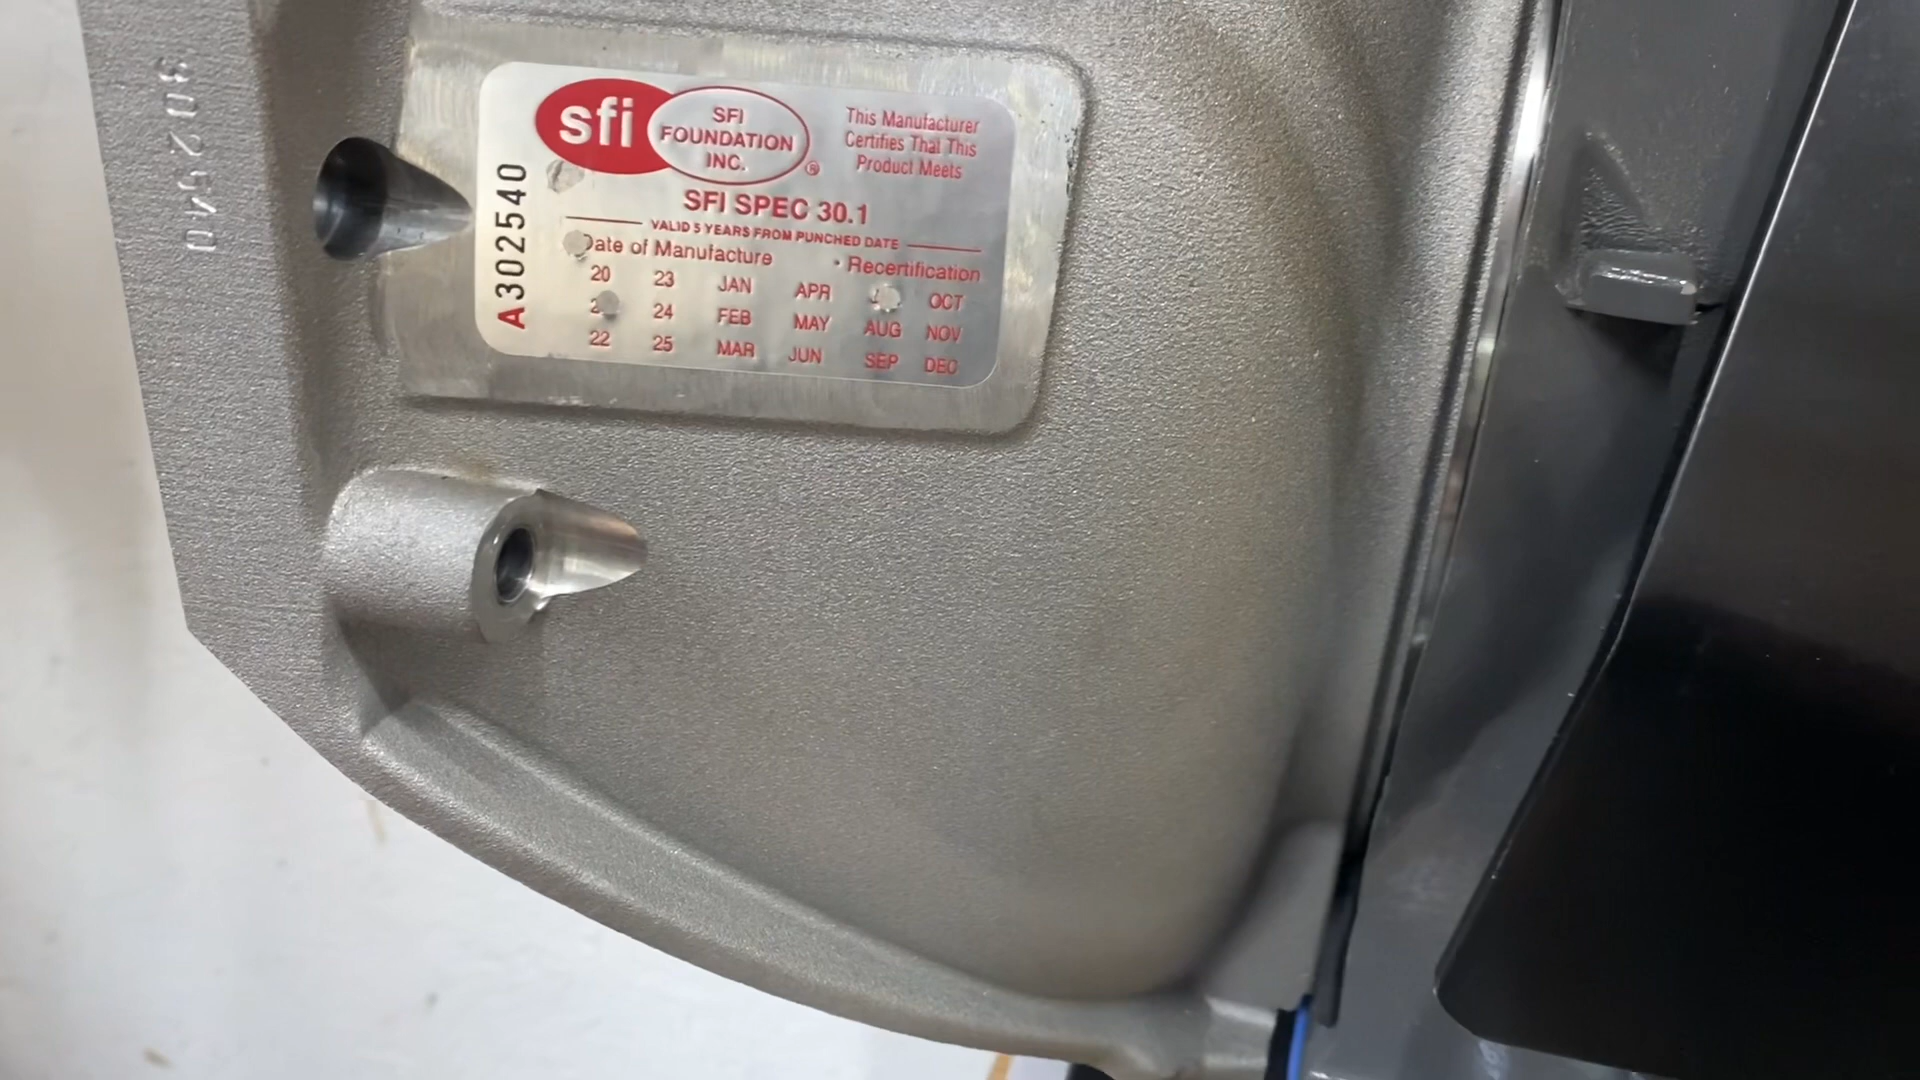 302540
sfi
SFI
FOUNDATION
INC.
®
This Manufacturer
Certifies That This
Product Meets
A302540
SFI SPEC 30.1
VALID 5 YEARS FROM PUNCHED DATE
Date of Manufacture
• Recertification
20 23 JAN APR OCT
24 FEB MAY AUG NOV
22 25 MAR JUN SEP DEC